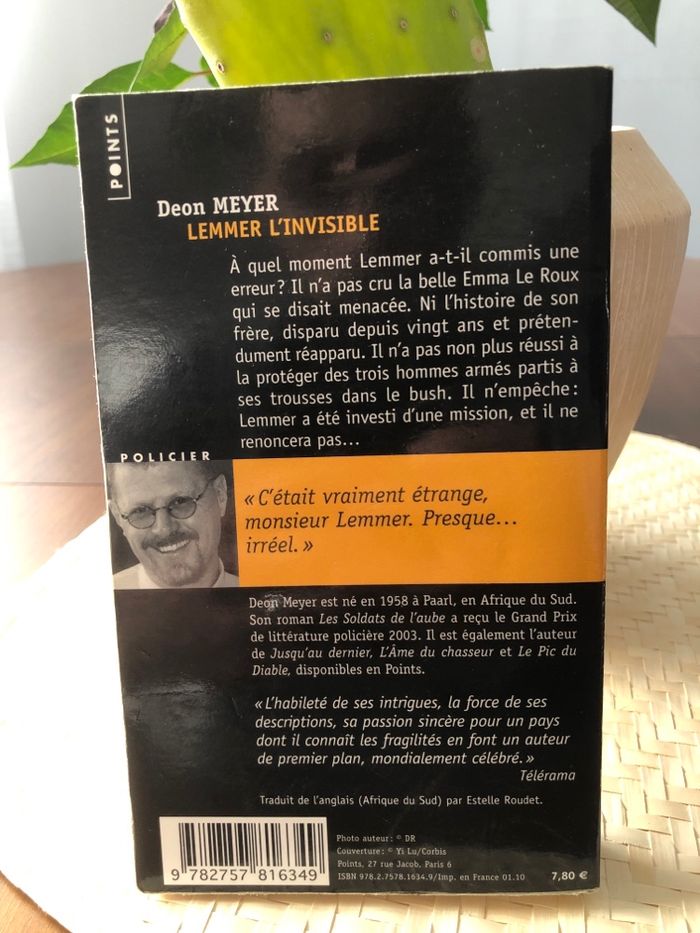 POINTS
Deon MEYER
LEMMER L'INVISIBLE
À quel moment Lemmer a-t-il commis une
erreur ? Il n'a pas cru la belle Emma Le Roux
qui se disait menacée. Ni l'histoire de son
frère, disparu depuis vingt ans et préten-
dument réapparu. Il n'a pas non plus réussi à
la protéger des trois hommes armés partis à
ses trousses dans le bush. Il n'empêche :
Lemmer a été investi d'une mission, et il ne
renoncera pas...
POLICIER
« C'était vraiment étrange,
monsieur Lemmer. Presque...
irréel. »
Deon Meyer est né en 1958 à Paarl, en Afrique du Sud.
Son roman Les Soldats de l'aube a reçu le Grand Prix
de littérature policière 2003. Il est également l'auteur
de Jusqu'au dernier, L'Âme du chasseur et Le Pic du
Diable, disponibles en Points.
« L'habileté de ses intrigues, la force de ses
descriptions, sa passion sincère pour un pays
dont il connaît les fragilités en font un auteur
de premier plan, mondialement célébré. »
Télérama
Traduit de l'anglais (Afrique du Sud) par Estelle Roudet.
Photo auteur : © DR
Couverture : © Yi Lu/Corbis
Points, 27 rue Jacob, Paris 6
ISBN 978.2.7578.1634.9/Imp. en France 01.10
7,80 €
9 782757 816349